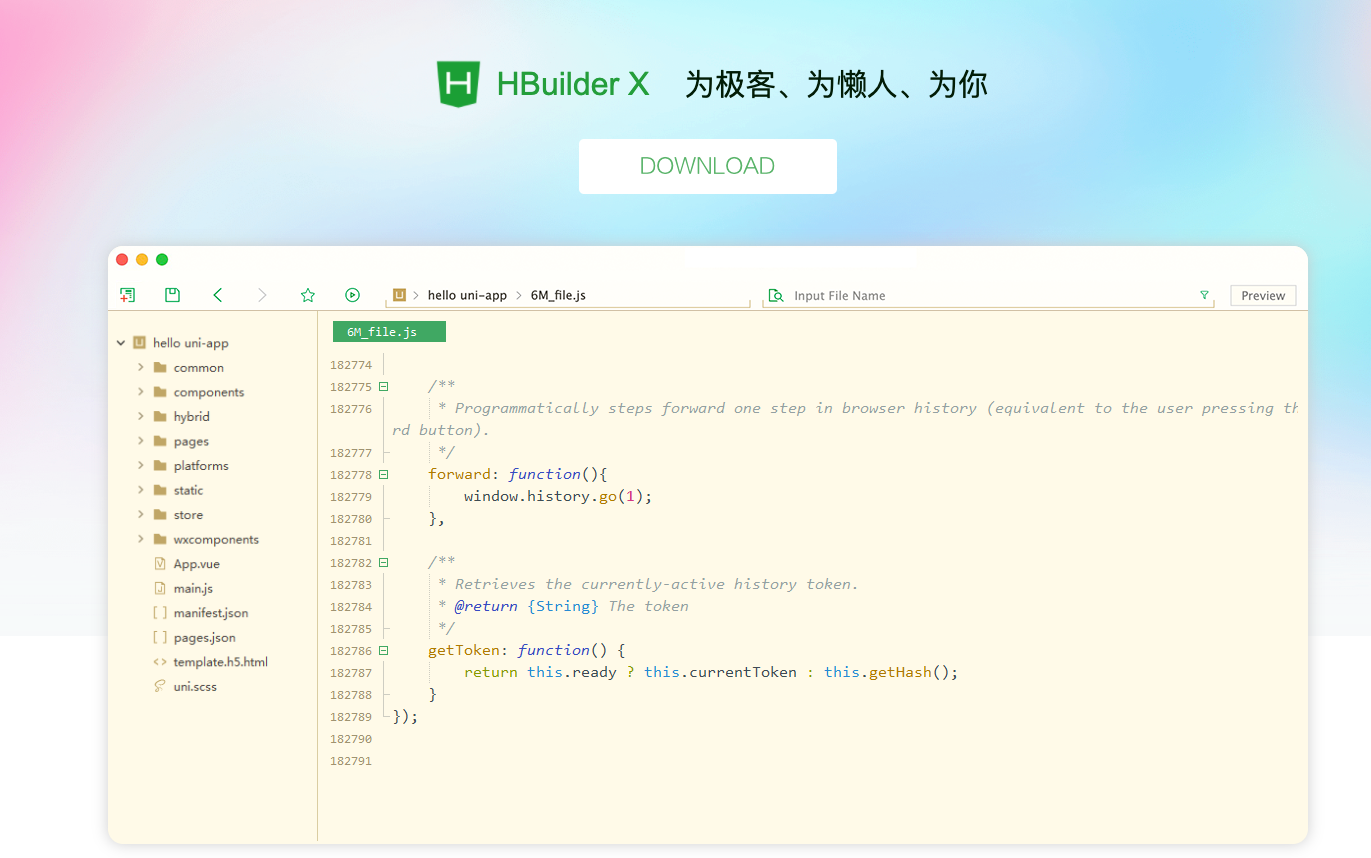 HBuilder X 为极客、为懒人、为你
DOWNLOAD
hello uni-app > 6M_file.js
Input File Name
Preview
hello uni-app
common
components
hybrid
pages
platforms
static
store
wxcomponents
App.vue
main.js
manifest.json
pages.json
template.h5.html
uni.scss
6M_file.js
182774
182775 /**
182776 * Programmatically steps forward one step in browser history (equivalent to the user pressing th
rd button).
182777 */
182778 forward: function(){
182779 window.history.go(1);
182780 },
182781
182782 /**
182783 * Retrieves the currently-active history token.
182784 * @return {String} The token
182785 */
182786 getToken: function() {
182787 return this.ready ? this.currentToken : this.getHash();
182788 }
182789 });
182790
182791